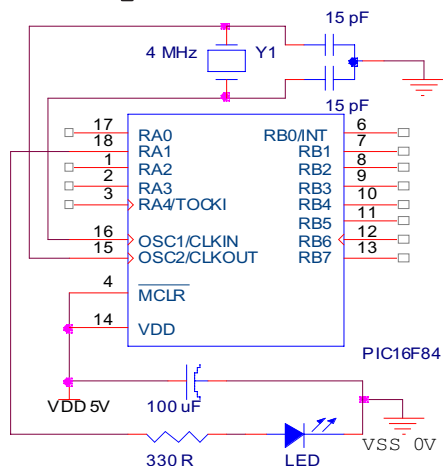 15 pF
4 MHz Y1
15 pF
17 RA0 RB0/INT 6
18 RA1 RB1 7
1 RA2 RB2 8
2 RA3 RB3 9
3 RA4/TOCKI RB4 10
RB5 11
16 OSC1/CLKIN RB6 12
15 OSC2/CLKOUT RB7 13
4 MCLR
14 VDD
PIC16F84
VDD 5V
100 uF
VSS 0V
330 R LED